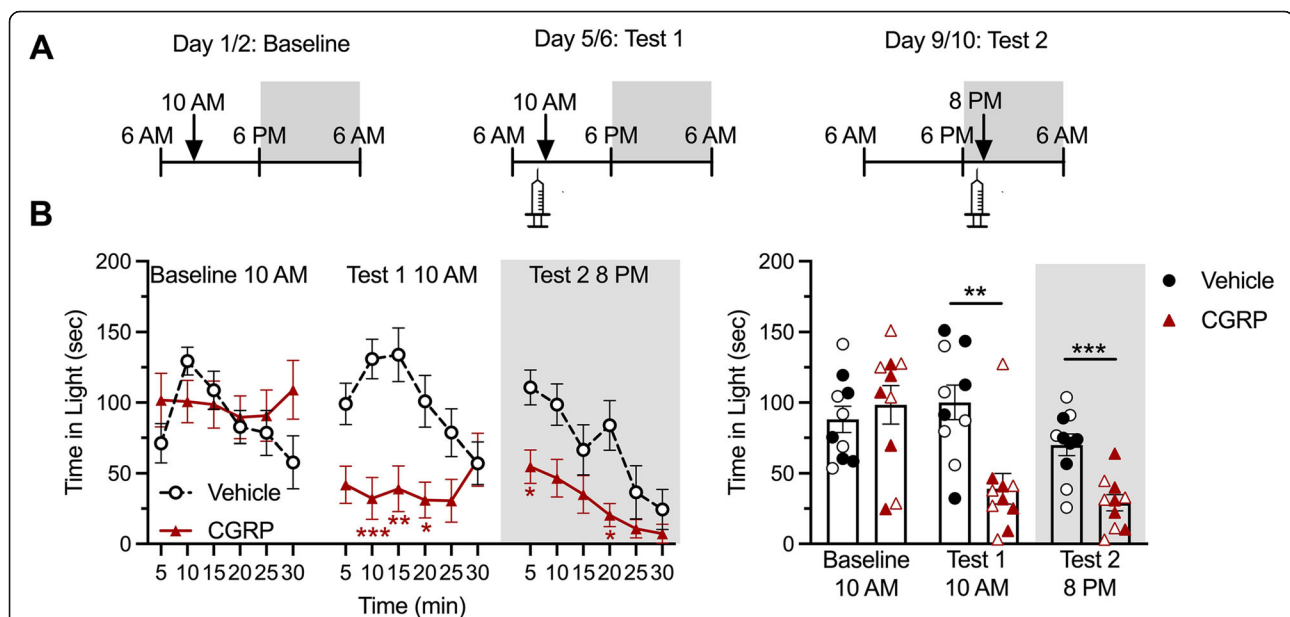 A
Day 1/2: Baseline
Day 5/6: Test 1
Day 9/10: Test 2
10 AM
10 AM
8 PM
6 AM 6 PM 6 AM
6 AM 6 PM 6 AM
6 AM 6 PM 6 AM
B
200
150
100
50
0
Time in Light (sec)
Baseline 10 AM
Test 1 10 AM
Test 2 8 PM
Vehicle
CGRP
*** ** *
* *
5 10 15 20 25 30
5 10 15 20 25 30
5 10 15 20 25 30
Time (min)
200
150
100
50
0
Time in Light (sec)
**
***
Vehicle
CGRP
Baseline
10 AM
Test 1
10 AM
Test 2
8 PM